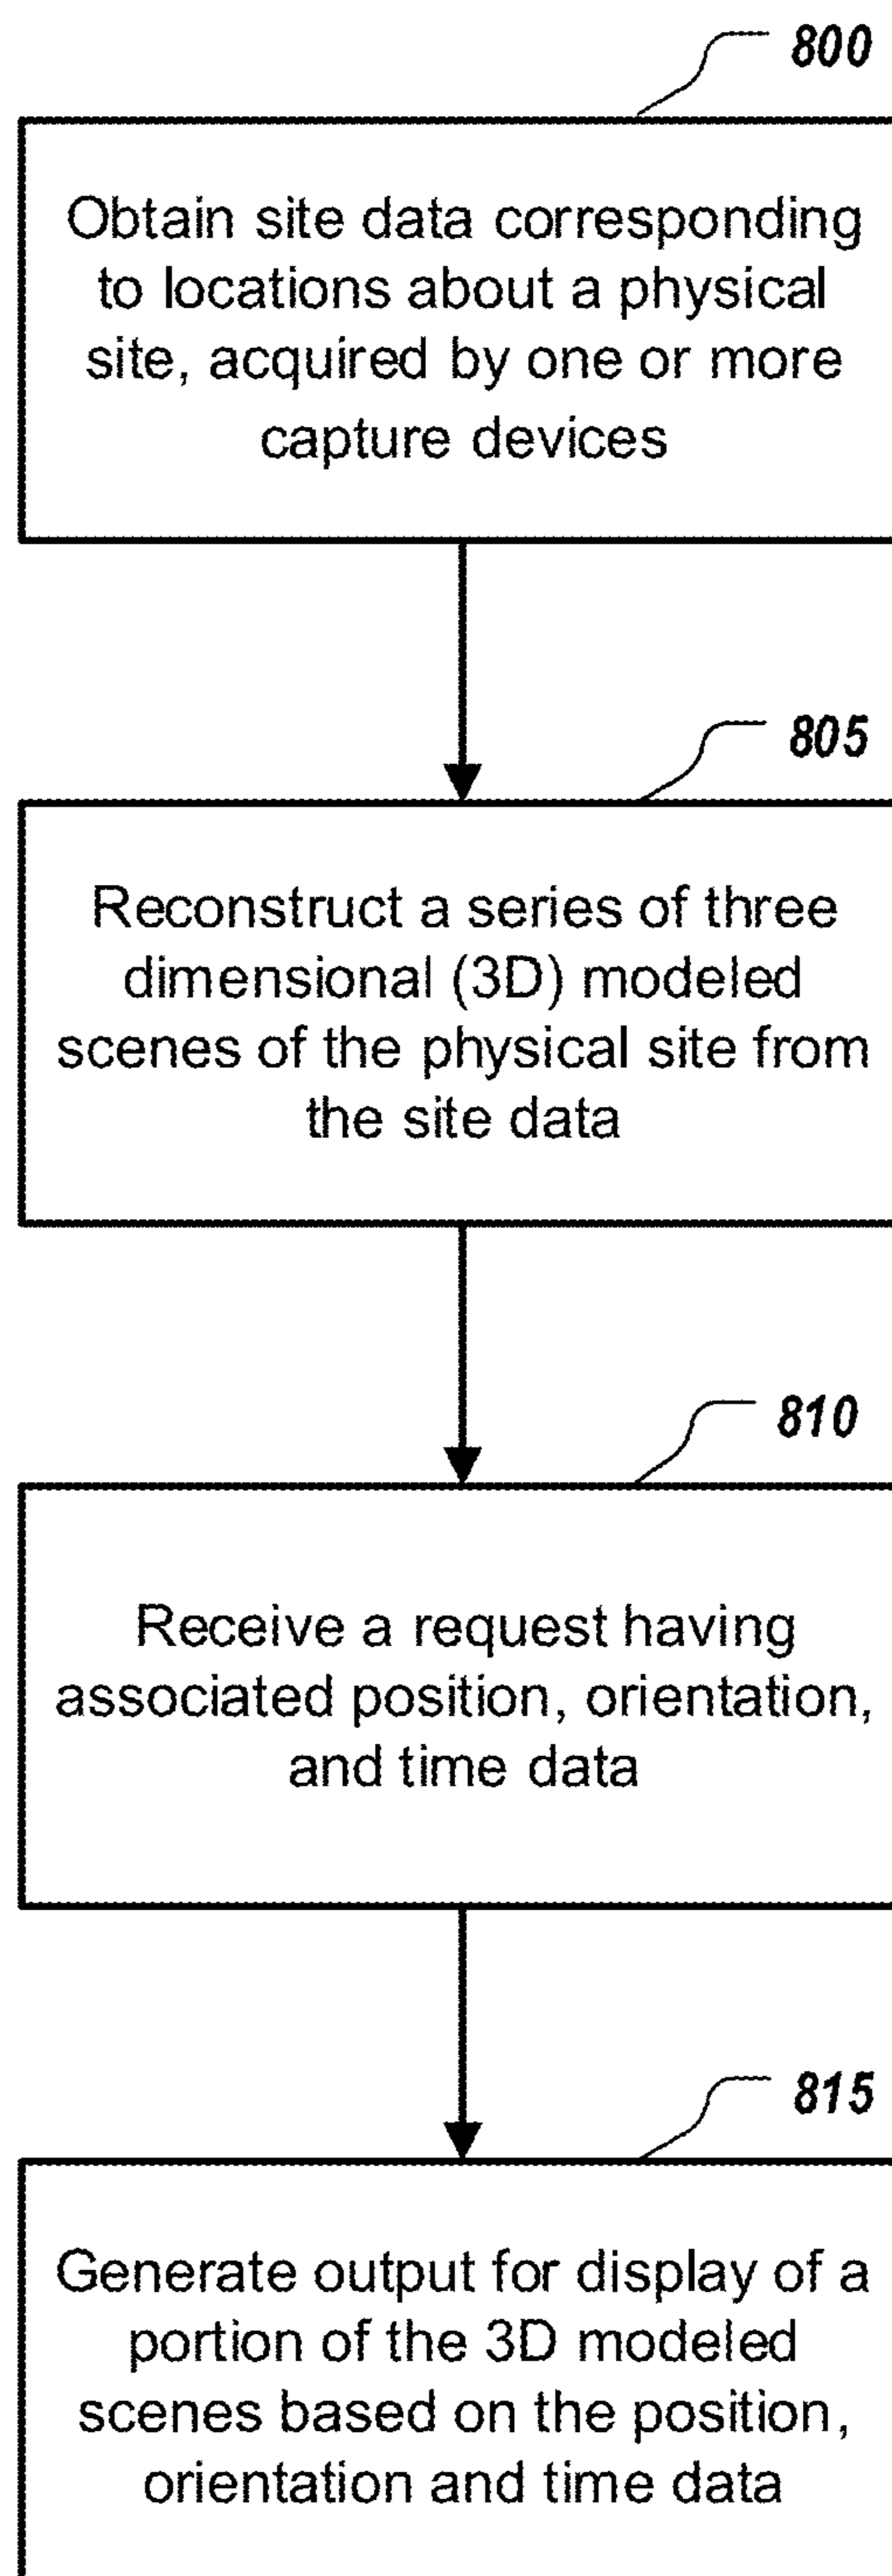 800
Obtain site data corresponding
to locations about a physical
site, acquired by one or more
capture devices
805
Reconstruct a series of three
dimensional (3D) modeled
scenes of the physical site from
the site data
810
Receive a request having
associated position, orientation,
and time data
815
Generate output for display of a
portion of the 3D modeled
scenes based on the position,
orientation and time data